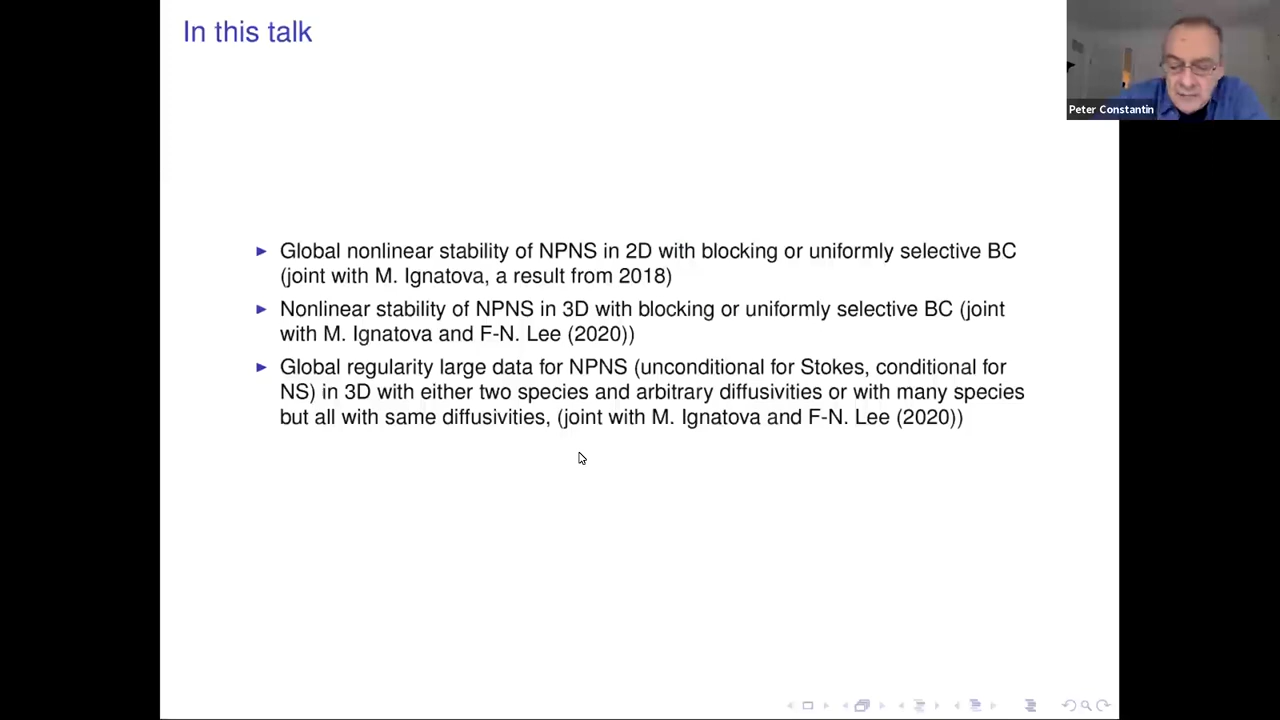 In this talk
Peter Constantin
► Global nonlinear stability of NPNS in 2D with blocking or uniformly selective BC
(joint with M. Ignatova, a result from 2018)
► Nonlinear stability of NPNS in 3D with blocking or uniformly selective BC (joint
with M. Ignatova and F-N. Lee (2020))
► Global regularity large data for NPNS (unconditional for Stokes, conditional for
NS) in 3D with either two species and arbitrary diffusivities or with many species
but all with same diffusivities, (joint with M. Ignatova and F-N. Lee (2020))